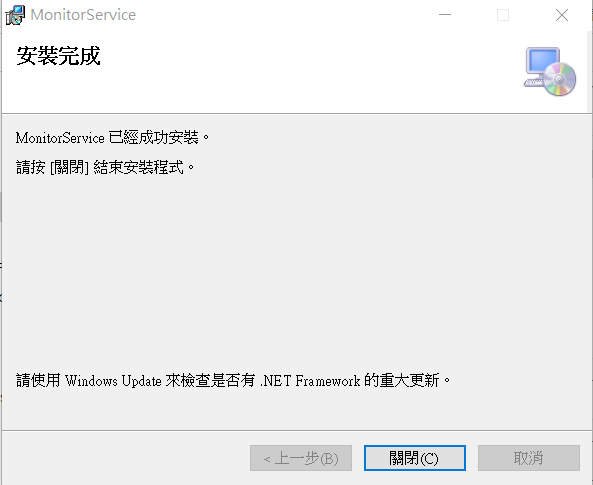 MonitorService
安裝完成
MonitorService 已經成功安裝。
請按 [關閉] 結束安裝程式。
請使用 Windows Update 來檢查是否有 .NET Framework 的重大更新。
< 上一步(B)
關閉(C)
取消